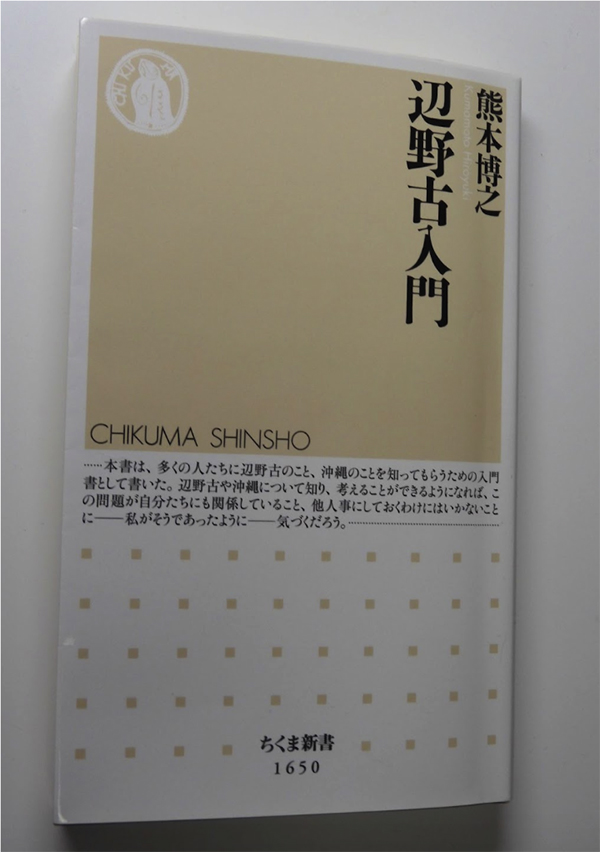 熊本博之
Kumamoto Hiroyuki
辺野古入門
CHIKUMA
CHIKUMA SHINSHO
……本書は、多くの人たちに辺野古のこと、沖縄のことを知ってもらうための入門
書として書いた。辺野古や沖縄について知り、考えることができるようになれば、こ
の問題が自分たちにも関係していること、他人事にしておくわけにはいかないこと
に――私がそうであったように――気づくだろう。……………………
ちくま新書
1650